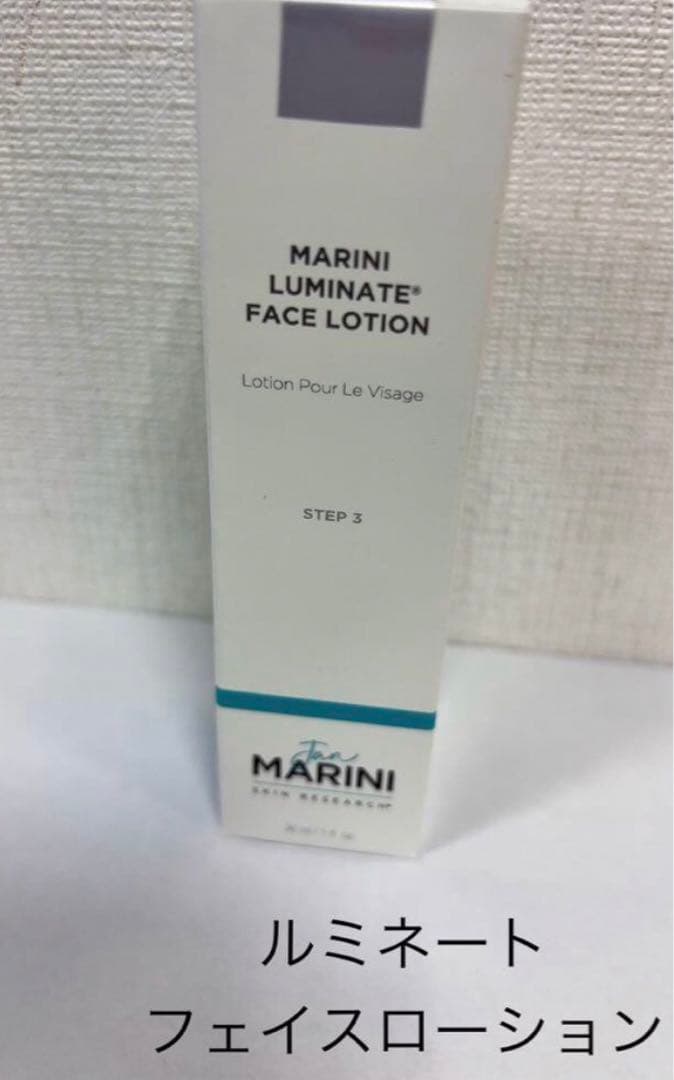 MARINI
LUMINATE®
FACE LOTION
Lotion Pour Le Visage
STEP 3
Jan
MARINI
SKIN RESEARCH
ルミネート
フェイスローション